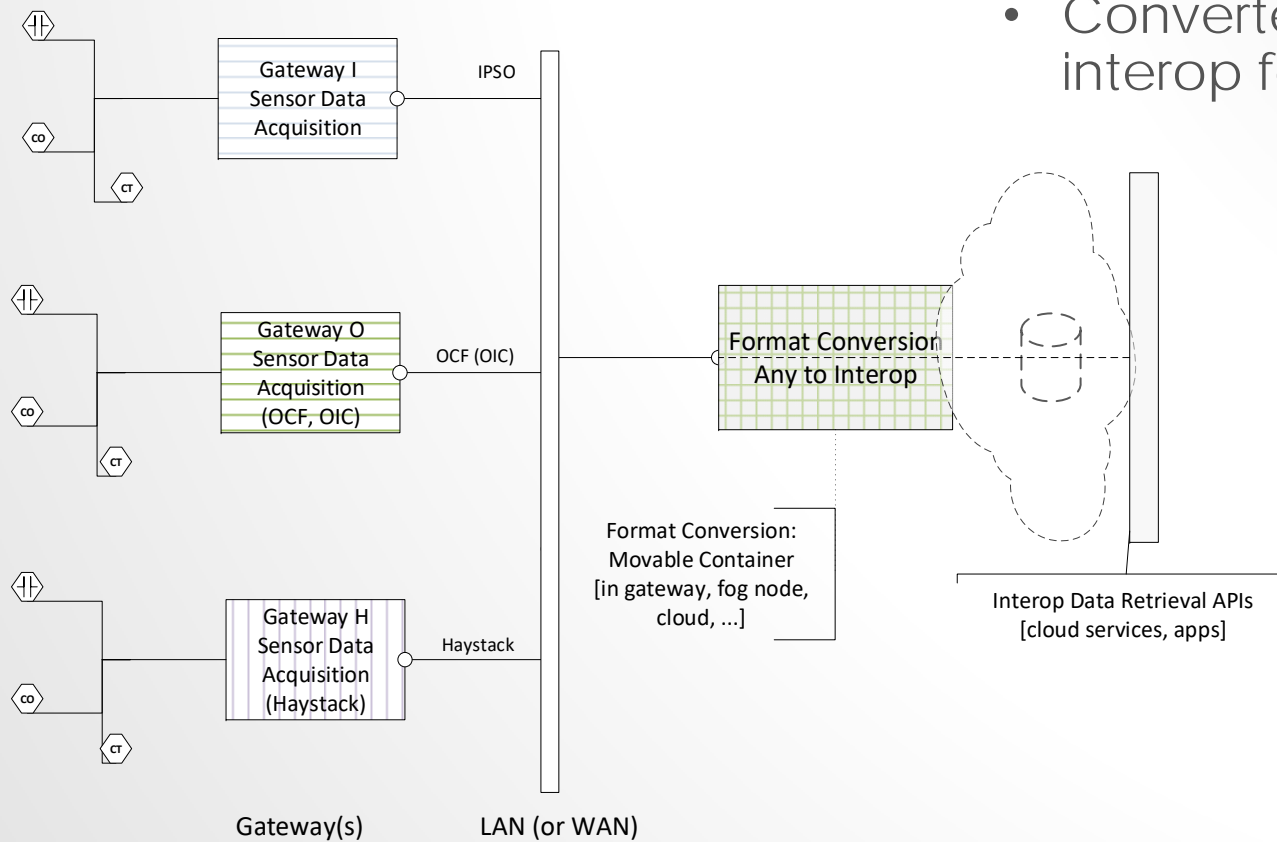 • Converte
interop fo
Gateway I
Sensor Data
Acquisition
IPSO
CO
CT
Gateway O
Sensor Data
Acquisition
(OCF, OIC)
OCF (OIC)
CO
CT
Format Conversion
Any to Interop
Format Conversion:
Movable Container
[in gateway, fog node,
cloud, ...]
Interop Data Retrieval APIs
[cloud services, apps]
Gateway H
Sensor Data
Acquisition
(Haystack)
Haystack
CO
CT
Gateway(s)
LAN (or WAN)